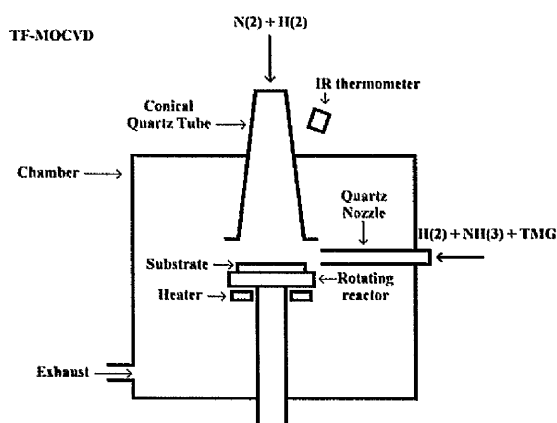 TF-MOCVD
N(2) + H(2)
IR thermometer
Conical
Quartz Tube
Chamber
Quartz
Nozzle
H(2) + NH(3) + TMG
Substrate
Rotating
reactor
Heater
Exhaust